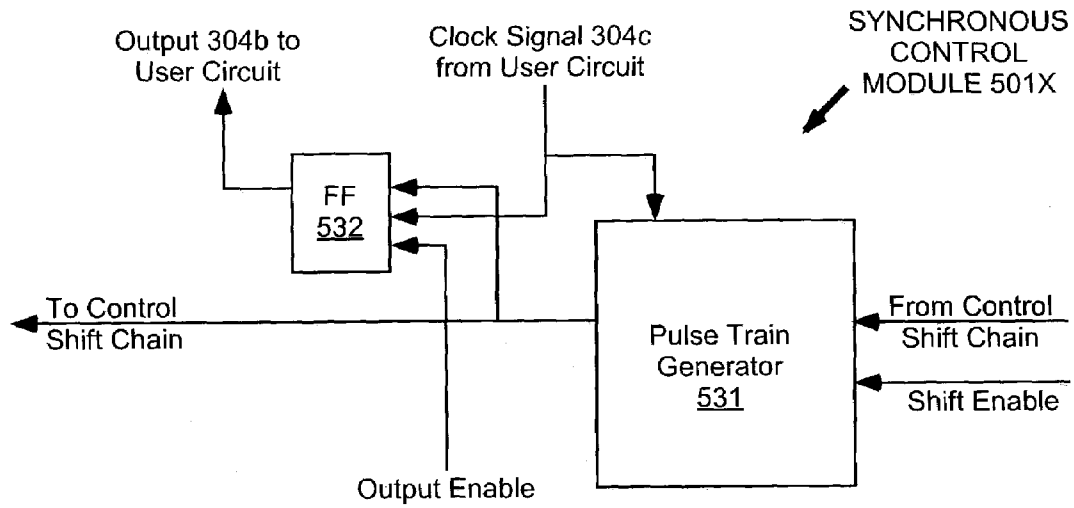 Output 304b to
User Circuit
Clock Signal 304c
from User Circuit
SYNCHRONOUS
CONTROL
MODULE 501X
FF
532
To Control
Shift Chain
Pulse Train
Generator
531
From Control
Shift Chain
Shift Enable
Output Enable